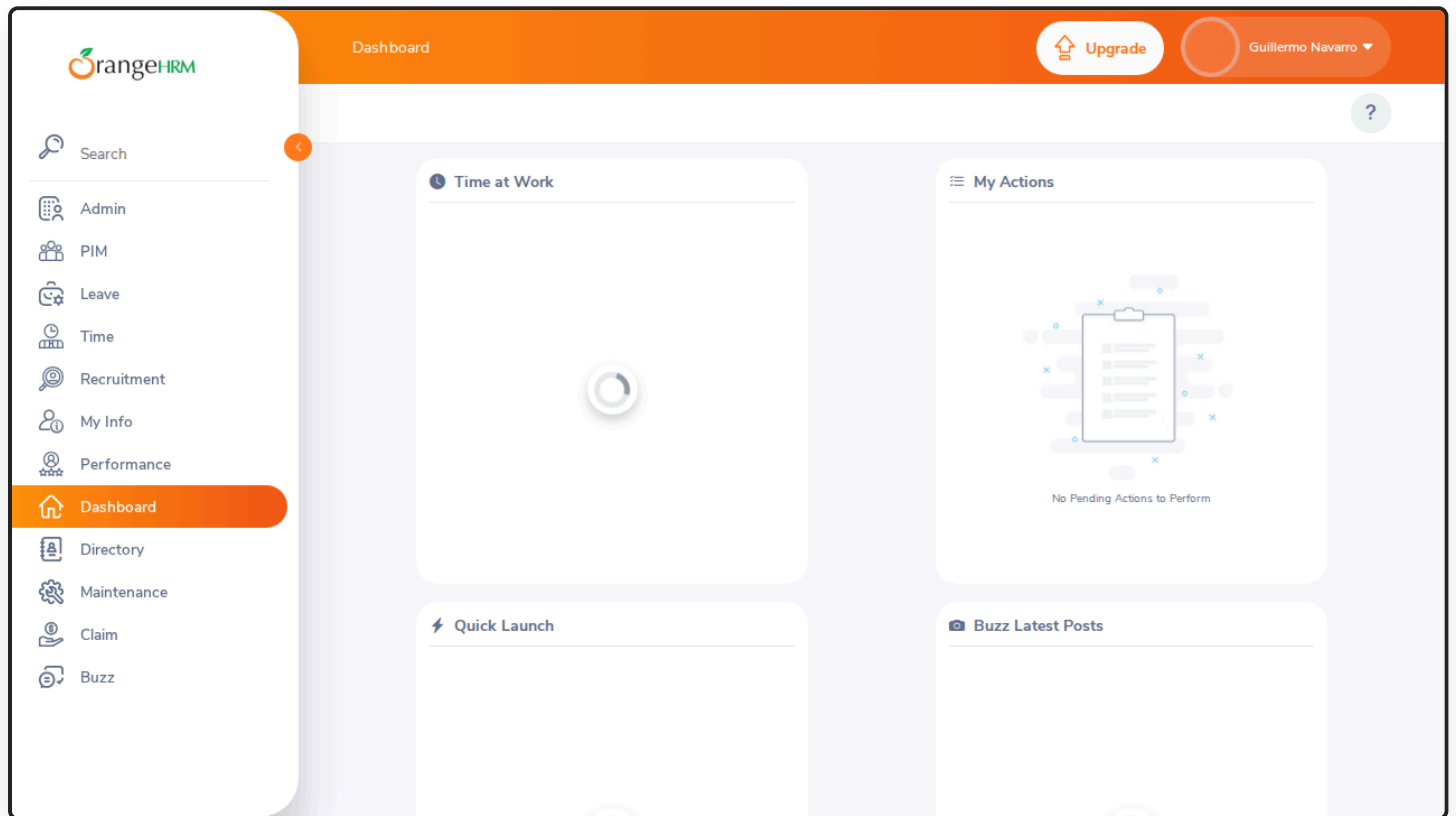 OrangeHRM
Dashboard
Upgrade
Guillermo Navarro
?
Search
Admin
PIM
Leave
Time
Recruitment
My Info
Performance
Dashboard
Directory
Maintenance
Claim
Buzz
Time at Work
My Actions
No Pending Actions to Perform
Quick Launch
Buzz Latest Posts